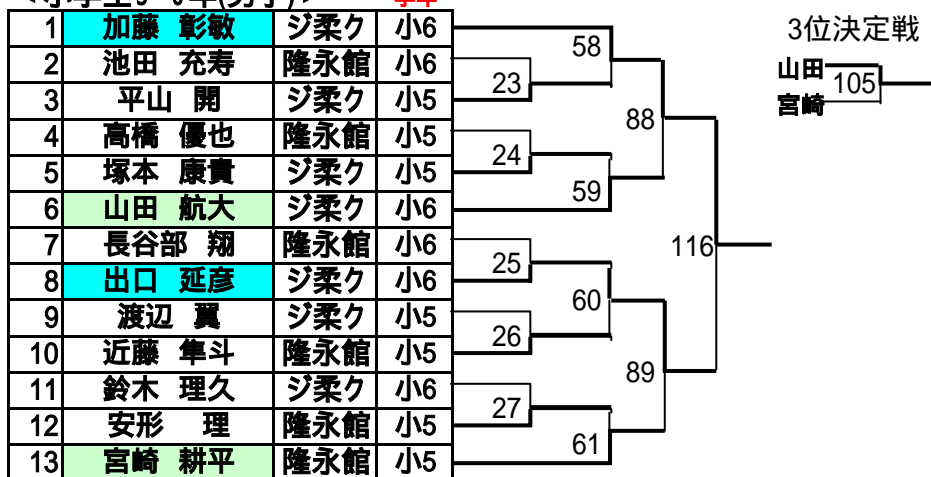 1 加藤 彰敏 ジ柔ク 小6
2 池田 充寿 隆永館 小6
3 平山 開 ジ柔ク 小5
4 高橋 優也 隆永館 小5
5 塚本 康貴 ジ柔ク 小5
6 山田 航大 ジ柔ク 小6
7 長谷部 翔 隆永館 小6
8 出口 延彦 ジ柔ク 小6
9 渡辺 翼 ジ柔ク 小5
10 近藤 隼斗 隆永館 小5
11 鈴木 理久 ジ柔ク 小6
12 安形 理 隆永館 小5
13 宮崎 耕平 隆永館 小5
58
23
88
24
59
116
25
60
26
89
27
61
3位決定戦
山田
105
宮崎